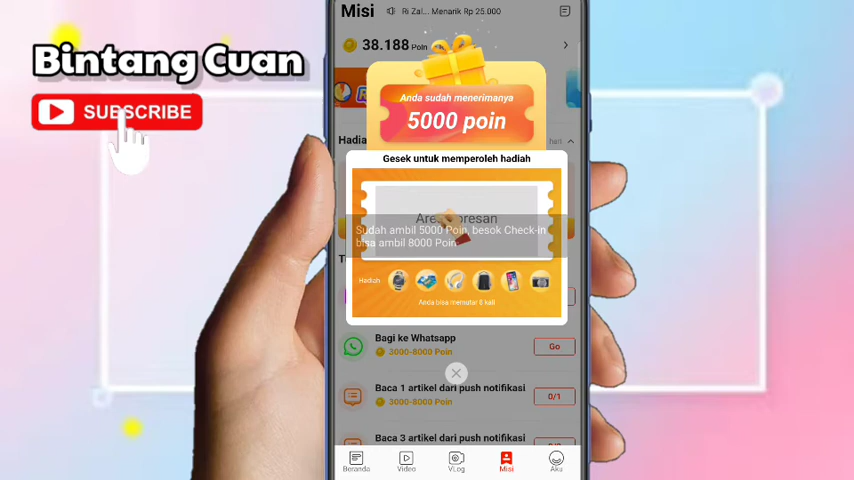 Bintang Cuan
SUBSCRIBE
Misi
Ri Zal... Menarik Rp 25.000
38.188 Poin
Anda sudah menerimanya
5000 poin
hari
Gesek untuk memperoleh hadiah
Sudah ambil 5000 Poin, besok Check-in
bisa ambil 8000 Poin
Hadiah
Anda bisa memutar 6 kali
Bagi ke Whatsapp
3000-8000 Poin
Go
Baca 1 artikel dari push notifikasi
3000-8000 Poin
0/1
Baca 3 artikel dari push notifikasi
Beranda
Video
VLog
Misi
Aku